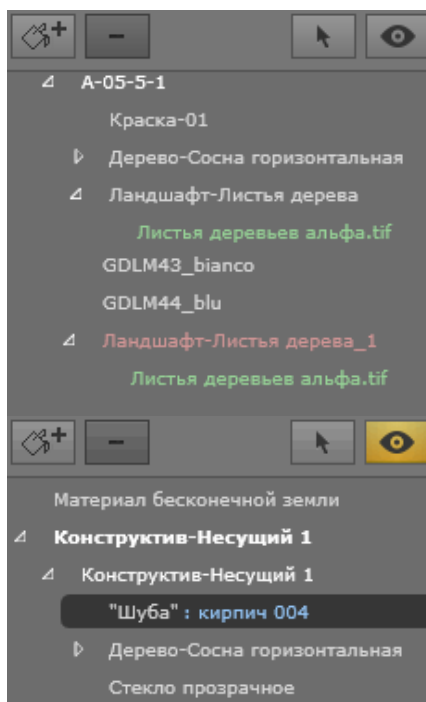 A-05-5-1
Краска-01
Дерево-Сосна горизонтальная
Ландшафт-Листья дерева
Листья деревьев альфа.tif
GDLM43_bianco
GDLM44_blu
Ландшафт-Листья дерева_1
Листья деревьев альфа.tif
Материал бесконечной земли
Конструктив-Несущий 1
Конструктив-Несущий 1
"Шуба" : кирпич 004
Дерево-Сосна горизонтальная
Стекло прозрачное